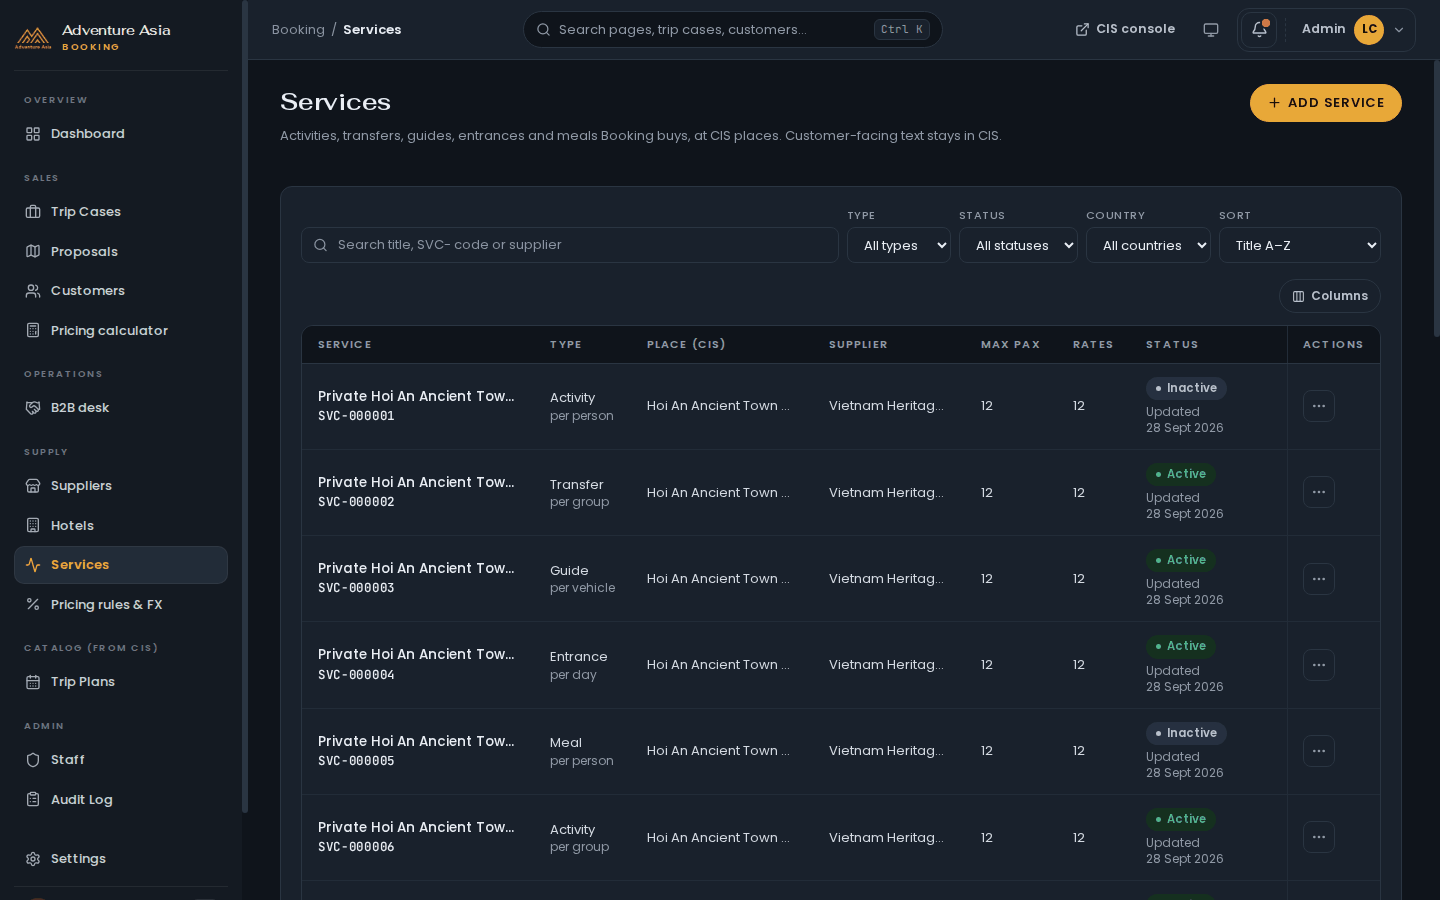 Adventure Asia
BOOKING
Adventure Asia
OVERVIEW
Dashboard
SALES
Trip Cases
Proposals
Customers
Pricing calculator
OPERATIONS
B2B desk
SUPPLY
Suppliers
Hotels
Services
Pricing rules & FX
CATALOG (FROM CIS)
Trip Plans
ADMIN
Staff
Audit Log
Settings
Booking / Services
Search pages, trip cases, customers...
Ctrl K
CIS console
Admin
LC
Services
Activities, transfers, guides, entrances and meals Booking buys, at CIS places. Customer-facing text stays in CIS.
+ ADD SERVICE
TYPE STATUS COUNTRY SORT
Search title, SVC- code or supplier All types All statuses All countries Title A–Z
Columns
SERVICE TYPE PLACE (CIS) SUPPLIER MAX PAX RATES STATUS ACTIONS
Private Hoi An Ancient Tow... Activity Hoi An Ancient Town ... Vietnam Heritag... 12 12 Inactive
SVC-000001 per person Updated
28 Sept 2026
Private Hoi An Ancient Tow... Transfer Hoi An Ancient Town ... Vietnam Heritag... 12 12 Active
SVC-000002 per group Updated
28 Sept 2026
Private Hoi An Ancient Tow... Guide Hoi An Ancient Town ... Vietnam Heritag... 12 12 Active
SVC-000003 per vehicle Updated
28 Sept 2026
Private Hoi An Ancient Tow... Entrance Hoi An Ancient Town ... Vietnam Heritag... 12 12 Active
SVC-000004 per day Updated
28 Sept 2026
Private Hoi An Ancient Tow... Meal Hoi An Ancient Town ... Vietnam Heritag... 12 12 Inactive
SVC-000005 per person Updated
28 Sept 2026
Private Hoi An Ancient Tow... Activity Hoi An Ancient Town ... Vietnam Heritag... 12 12 Active
SVC-000006 per group Updated
28 Sept 2026